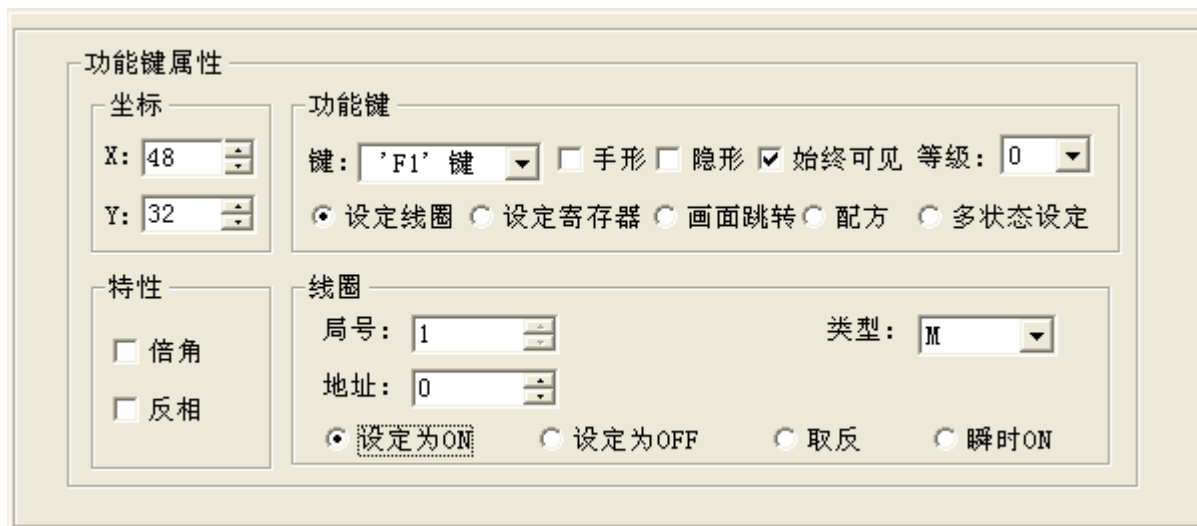 功能键属性
坐标
X: 48
Y: 32
功能键
键: 'F1' 键 手形 隐形 始终可见 等级: 0
设定线圈 设定寄存器 画面跳转 配方 多状态设定
特性
倍角
反相
线圈
局号: 1 类型: M
地址: 0
设定为ON 设定为OFF 取反 瞬时ON